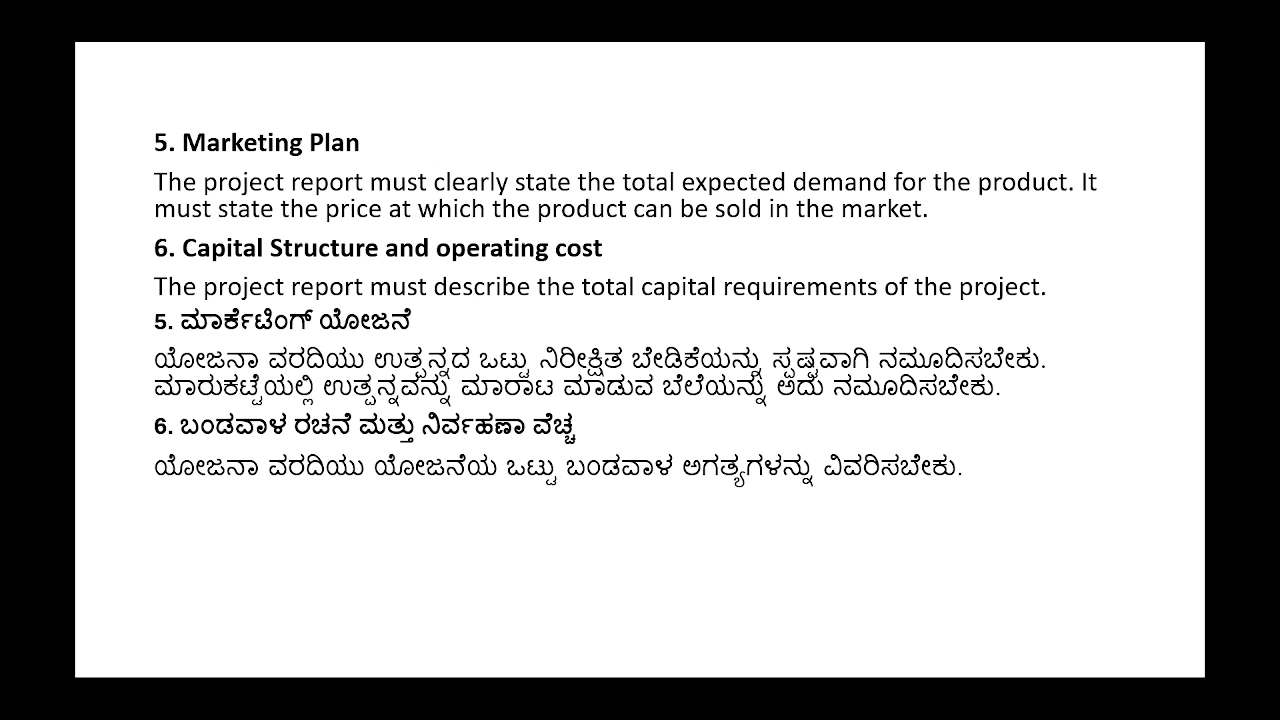 5. Marketing Plan
The project report must clearly state the total expected demand for the product. It
must state the price at which the product can be sold in the market.
6. Capital Structure and operating cost
The project report must describe the total capital requirements of the project.
5. ಮಾರ್ಕೆಟಿಂಗ್ ಯೋಜನೆ
ಯೋಜನಾ ವರದಿಯು ಉತ್ಪನ್ನದ ಒಟ್ಟು ನಿರೀಕ್ಷಿತ ಬೇಡಿಕೆಯನ್ನು ಸ್ಪಷ್ಟವಾಗಿ ನಮೂದಿಸಬೇಕು.
ಮಾರುಕಟ್ಟೆಯಲ್ಲಿ ಉತ್ಪನ್ನವನ್ನು ಮಾರಾಟ ಮಾಡುವ ಬೆಲೆಯನ್ನು ಅದು ನಮೂದಿಸಬೇಕು.
6. ಬಂಡವಾಳ ರಚನೆ ಮತ್ತು ನಿರ್ವಹಣಾ ವೆಚ್ಚ
ಯೋಜನಾ ವರದಿಯು ಯೋಜನೆಯ ಒಟ್ಟು ಬಂಡವಾಳ ಅಗತ್ಯಗಳನ್ನು ವಿವರಿಸಬೇಕು.